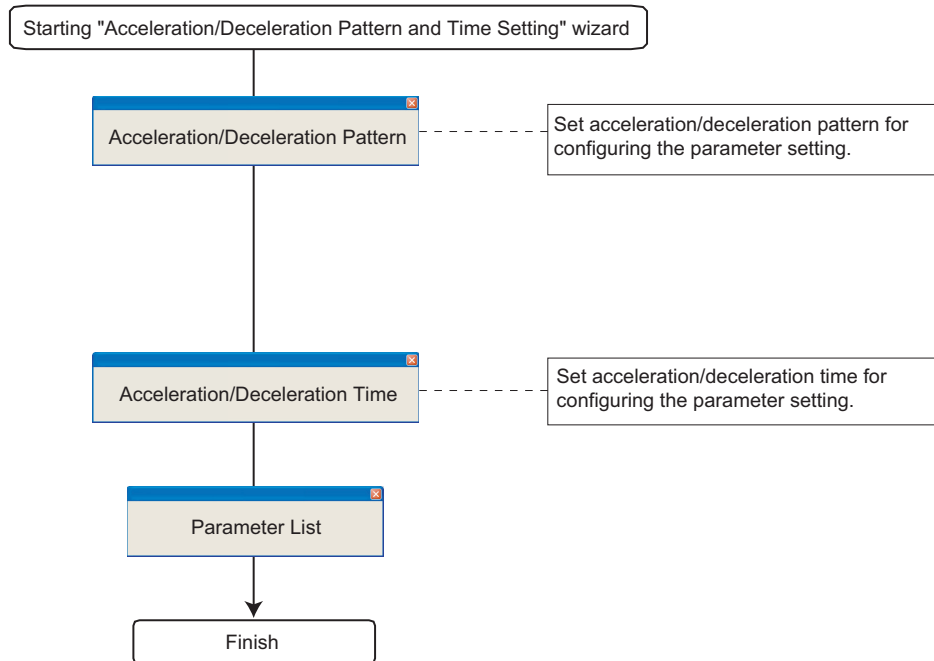 Starting "Acceleration/Deceleration Pattern and Time Setting" wizard
Acceleration/Deceleration Pattern
Set acceleration/deceleration pattern for
configuring the parameter setting.
Acceleration/Deceleration Time
Set acceleration/deceleration time for
configuring the parameter setting.
Parameter List
Finish